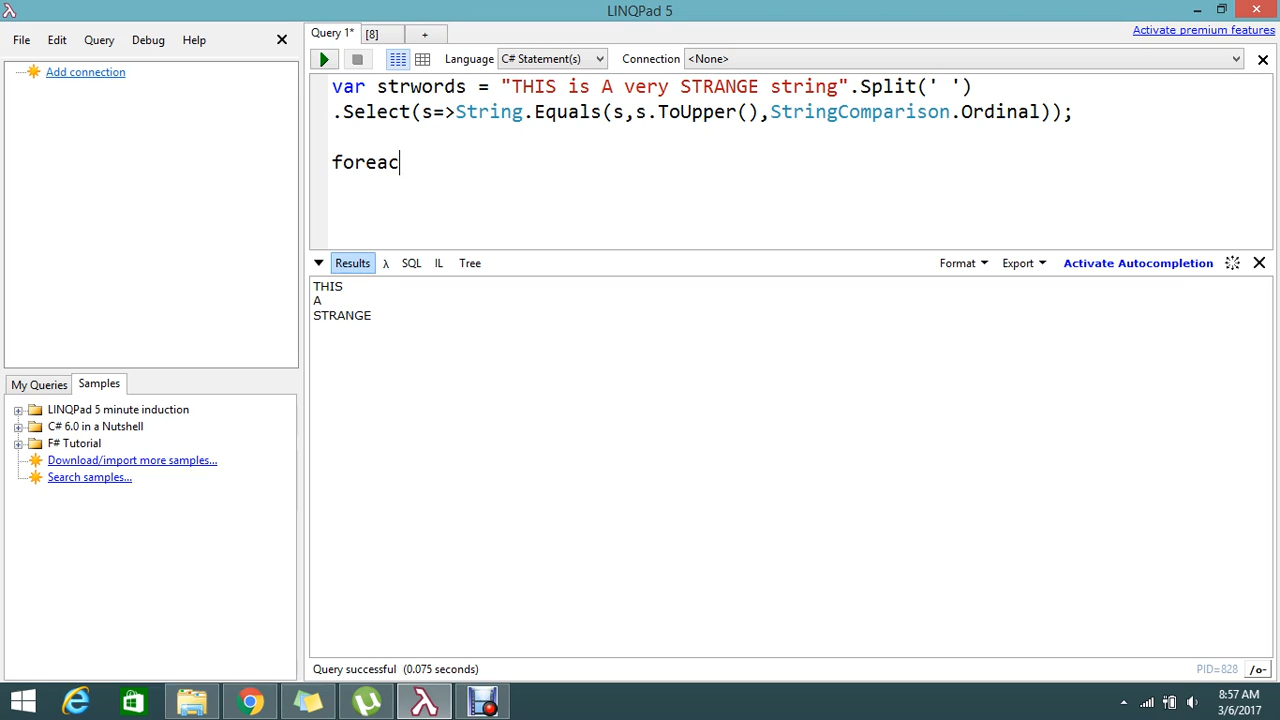 LINQPad 5
File Edit Query Debug Help
Query 1* [8] +
Activate premium features
Language C# Statement(s) Connection <None>
Add connection
var strwords = "THIS is A very STRANGE string".Split(' ')
.Select(s=>String.Equals(s,s.ToUpper(),StringComparison.Ordinal));
foreac
Results λ SQL IL Tree
Format Export Activate Autocompletion
THIS
A
STRANGE
My Queries Samples
LINQPad 5 minute induction
C# 6.0 in a Nutshell
F# Tutorial
Download/import more samples...
Search samples...
Query successful (0.075 seconds)
PID=828 /o-
8:57 AM
3/6/2017